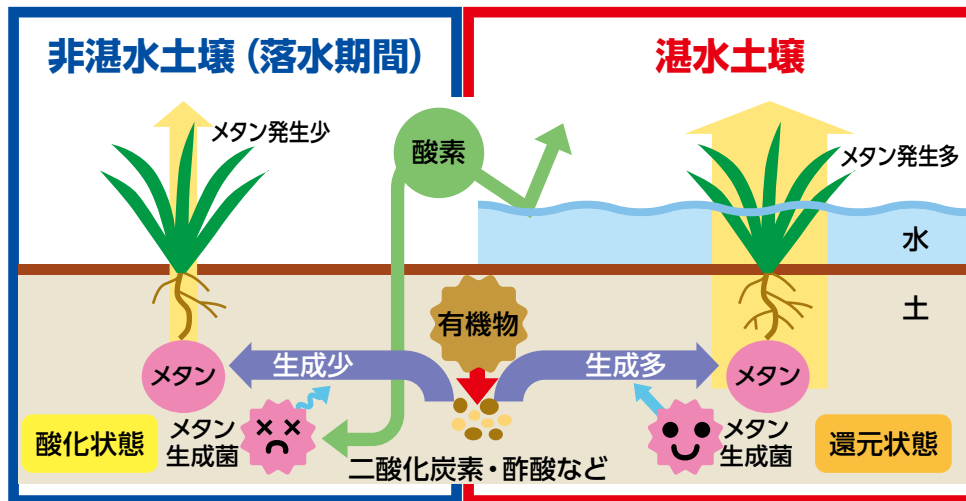 非湛水土壌(落水期間)
メタン発生少
メタン
生成少
酸化状態
メタン
生成菌
酸素
有機物
二酸化炭素・酢酸など
湛水土壌
メタン発生多
水
土
生成多
メタン
メタン
生成菌
還元状態